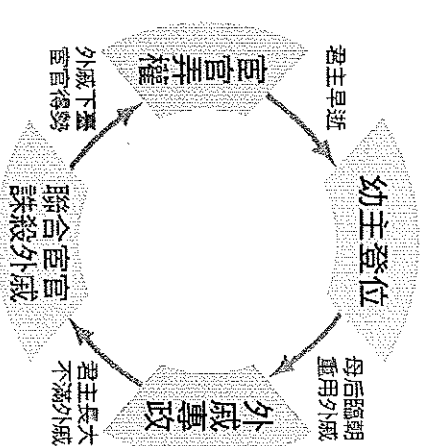 幼主登位
母后臨朝
重用外戚
外戚專政
君主長大
不滿外戚
聯合宦官
誅殺外戚
外戚下臺
宦官得勢
宦官弄權
君主早逝